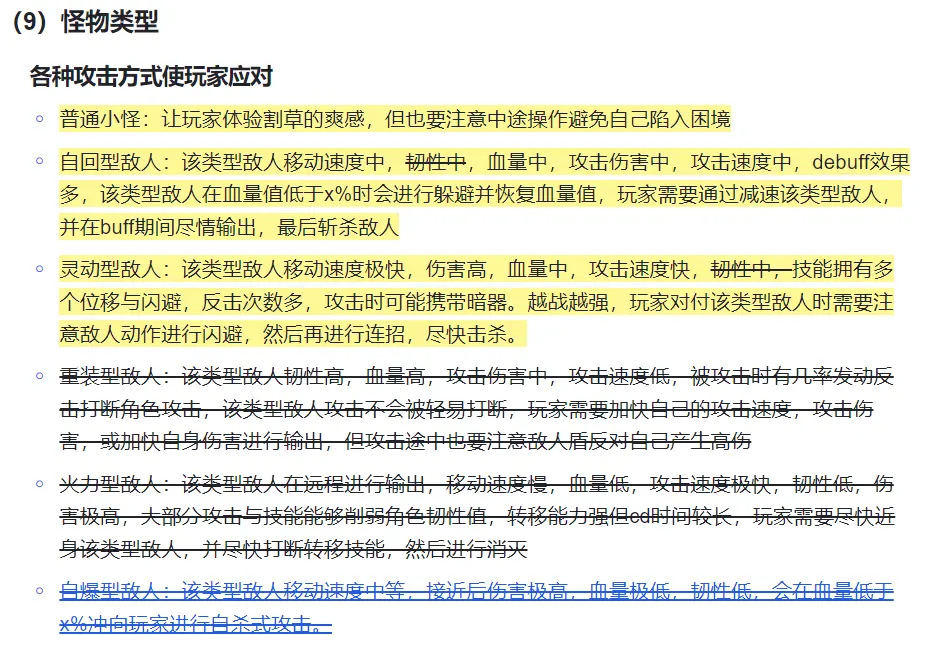 （9）怪物类型
各种攻击方式使玩家应对
普通小怪：让玩家体验割草的爽感，但也要注意中途操作避免自己陷入困境
自回型敌人：该类型敌人移动速度中，韧性中，血量中，攻击伤害中，攻击速度中，debuff效果
多，该类型敌人在血量值低于x%时会进行躲避并恢复血量值，玩家需要通过减速该类型敌人，
并在buff期间尽情输出，最后斩杀敌人
灵动型敌人：该类型敌人移动速度极快，伤害高，血量中，攻击速度快，韧性中，技能拥有多
个位移与闪避，反击次数多，攻击时可能携带暗器。越战越强，玩家对付该类型敌人时需要注
意敌人动作进行闪避，然后再进行连招，尽快击杀。
重装型敌人：该类型敌人韧性高，血量高，攻击伤害中，攻击速度低，被攻击时有几率发动反
击打断角色攻击，该类型敌人攻击不会被轻易打断，玩家需要加快自己的攻击速度，攻击伤
害，或加快自身伤害进行输出，但攻击途中也要注意敌人盾反对自己产生高伤
火力型敌人：该类型敌人在远程进行输出，移动速度慢，血量低，攻击速度极快，韧性低，伤
害极高，大部分攻击与技能能够削弱角色韧性值，转移能力强但cd时间较长，玩家需要尽快近
身该类型敌人，并尽快打断转移技能，然后进行消灭
自爆型敌人：该类型敌人移动速度中等，接近后伤害极高，血量极低，韧性低，会在血量低于
x%冲向玩家进行自杀式攻击。